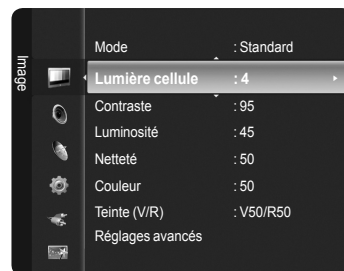 Image
Mode : Standard
Lumière cellule : 4
Contraste : 95
Luminosité : 45
Netteté : 50
Couleur : 50
Teinte (V/R) : V50/R50
Réglages avancés